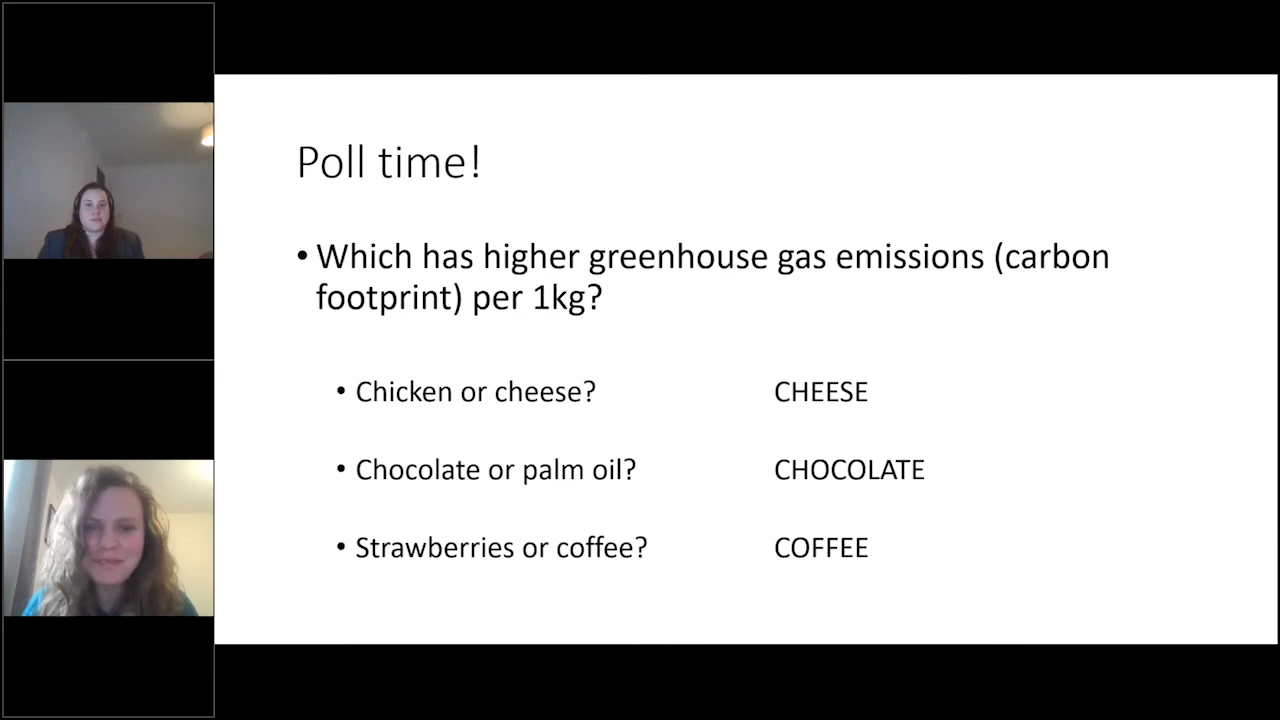 Poll time!
• Which has higher greenhouse gas emissions (carbon
footprint) per 1kg?
• Chicken or cheese? CHEESE
• Chocolate or palm oil? CHOCOLATE
• Strawberries or coffee? COFFEE